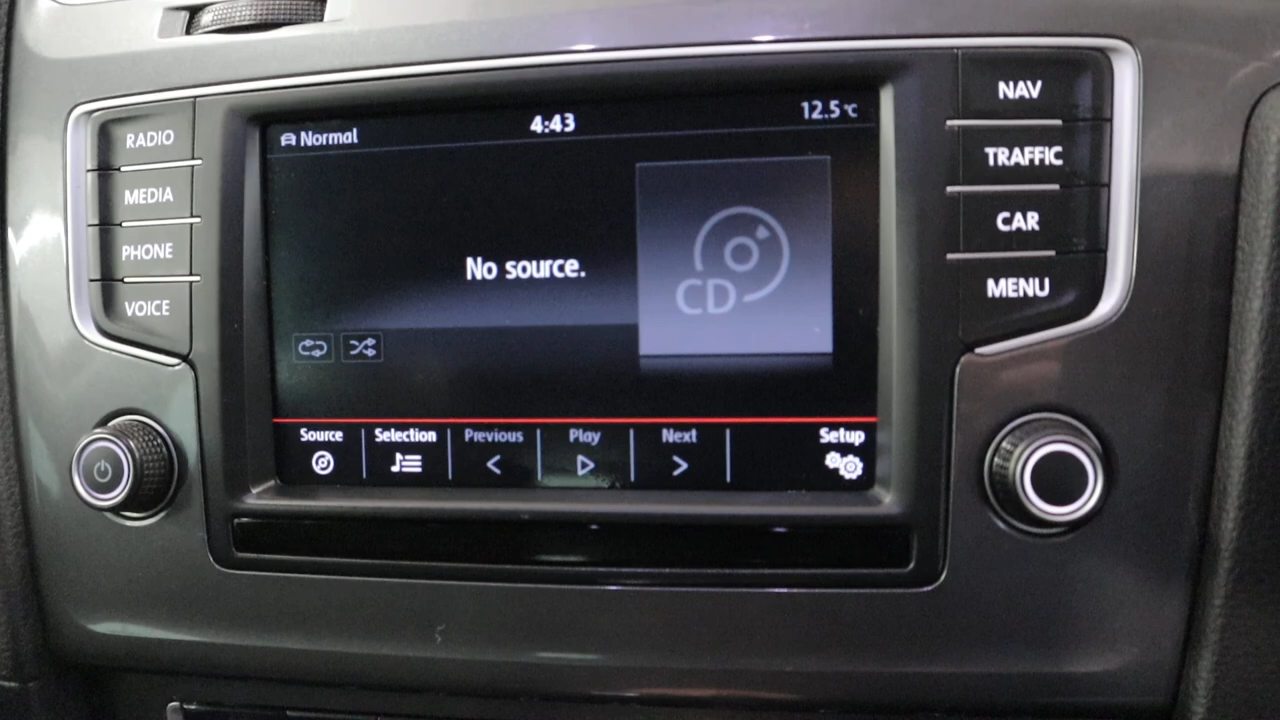 RADIO
MEDIA
PHONE
VOICE
Normal
4:43
12.5°C
No source.
CD
Source
Selection
Previous
Play
Next
Setup
NAV
TRAFFIC
CAR
MENU